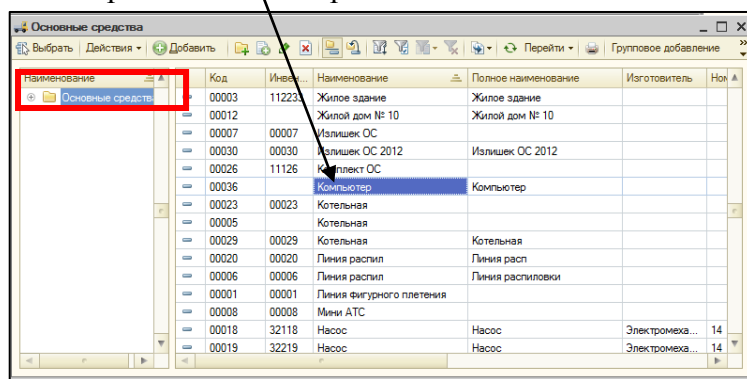 Основные средства
Выбрать Действия Добавить Перейти Групповое добавление »
Наименование Код Инвен... Наименование Полное наименование Изготовитель
Основные средств 00003 Жилое здание Жилое здание
00012 Жилой дом № 10 Жилой дом № 10
00007 00007 Излишек ОС
00030 00030 Излишек ОС 2012 Излишек ОС 2012
00026 11126 Комплект ОС
00036 Компьютер Компьютер
00023 00023 Котельная
00005 Котельная
00029 00029 Котельная Котельная
00020 00020 Линия распил Линия расп
00006 00006 Линия распил Линия распиловки
00001 00001 Линия фигурного плетения
00008 00008 Мини АТС
00018 32118 Насос Насос Электромеха... 14
00019 32219 Насос Насос Электромеха... 14